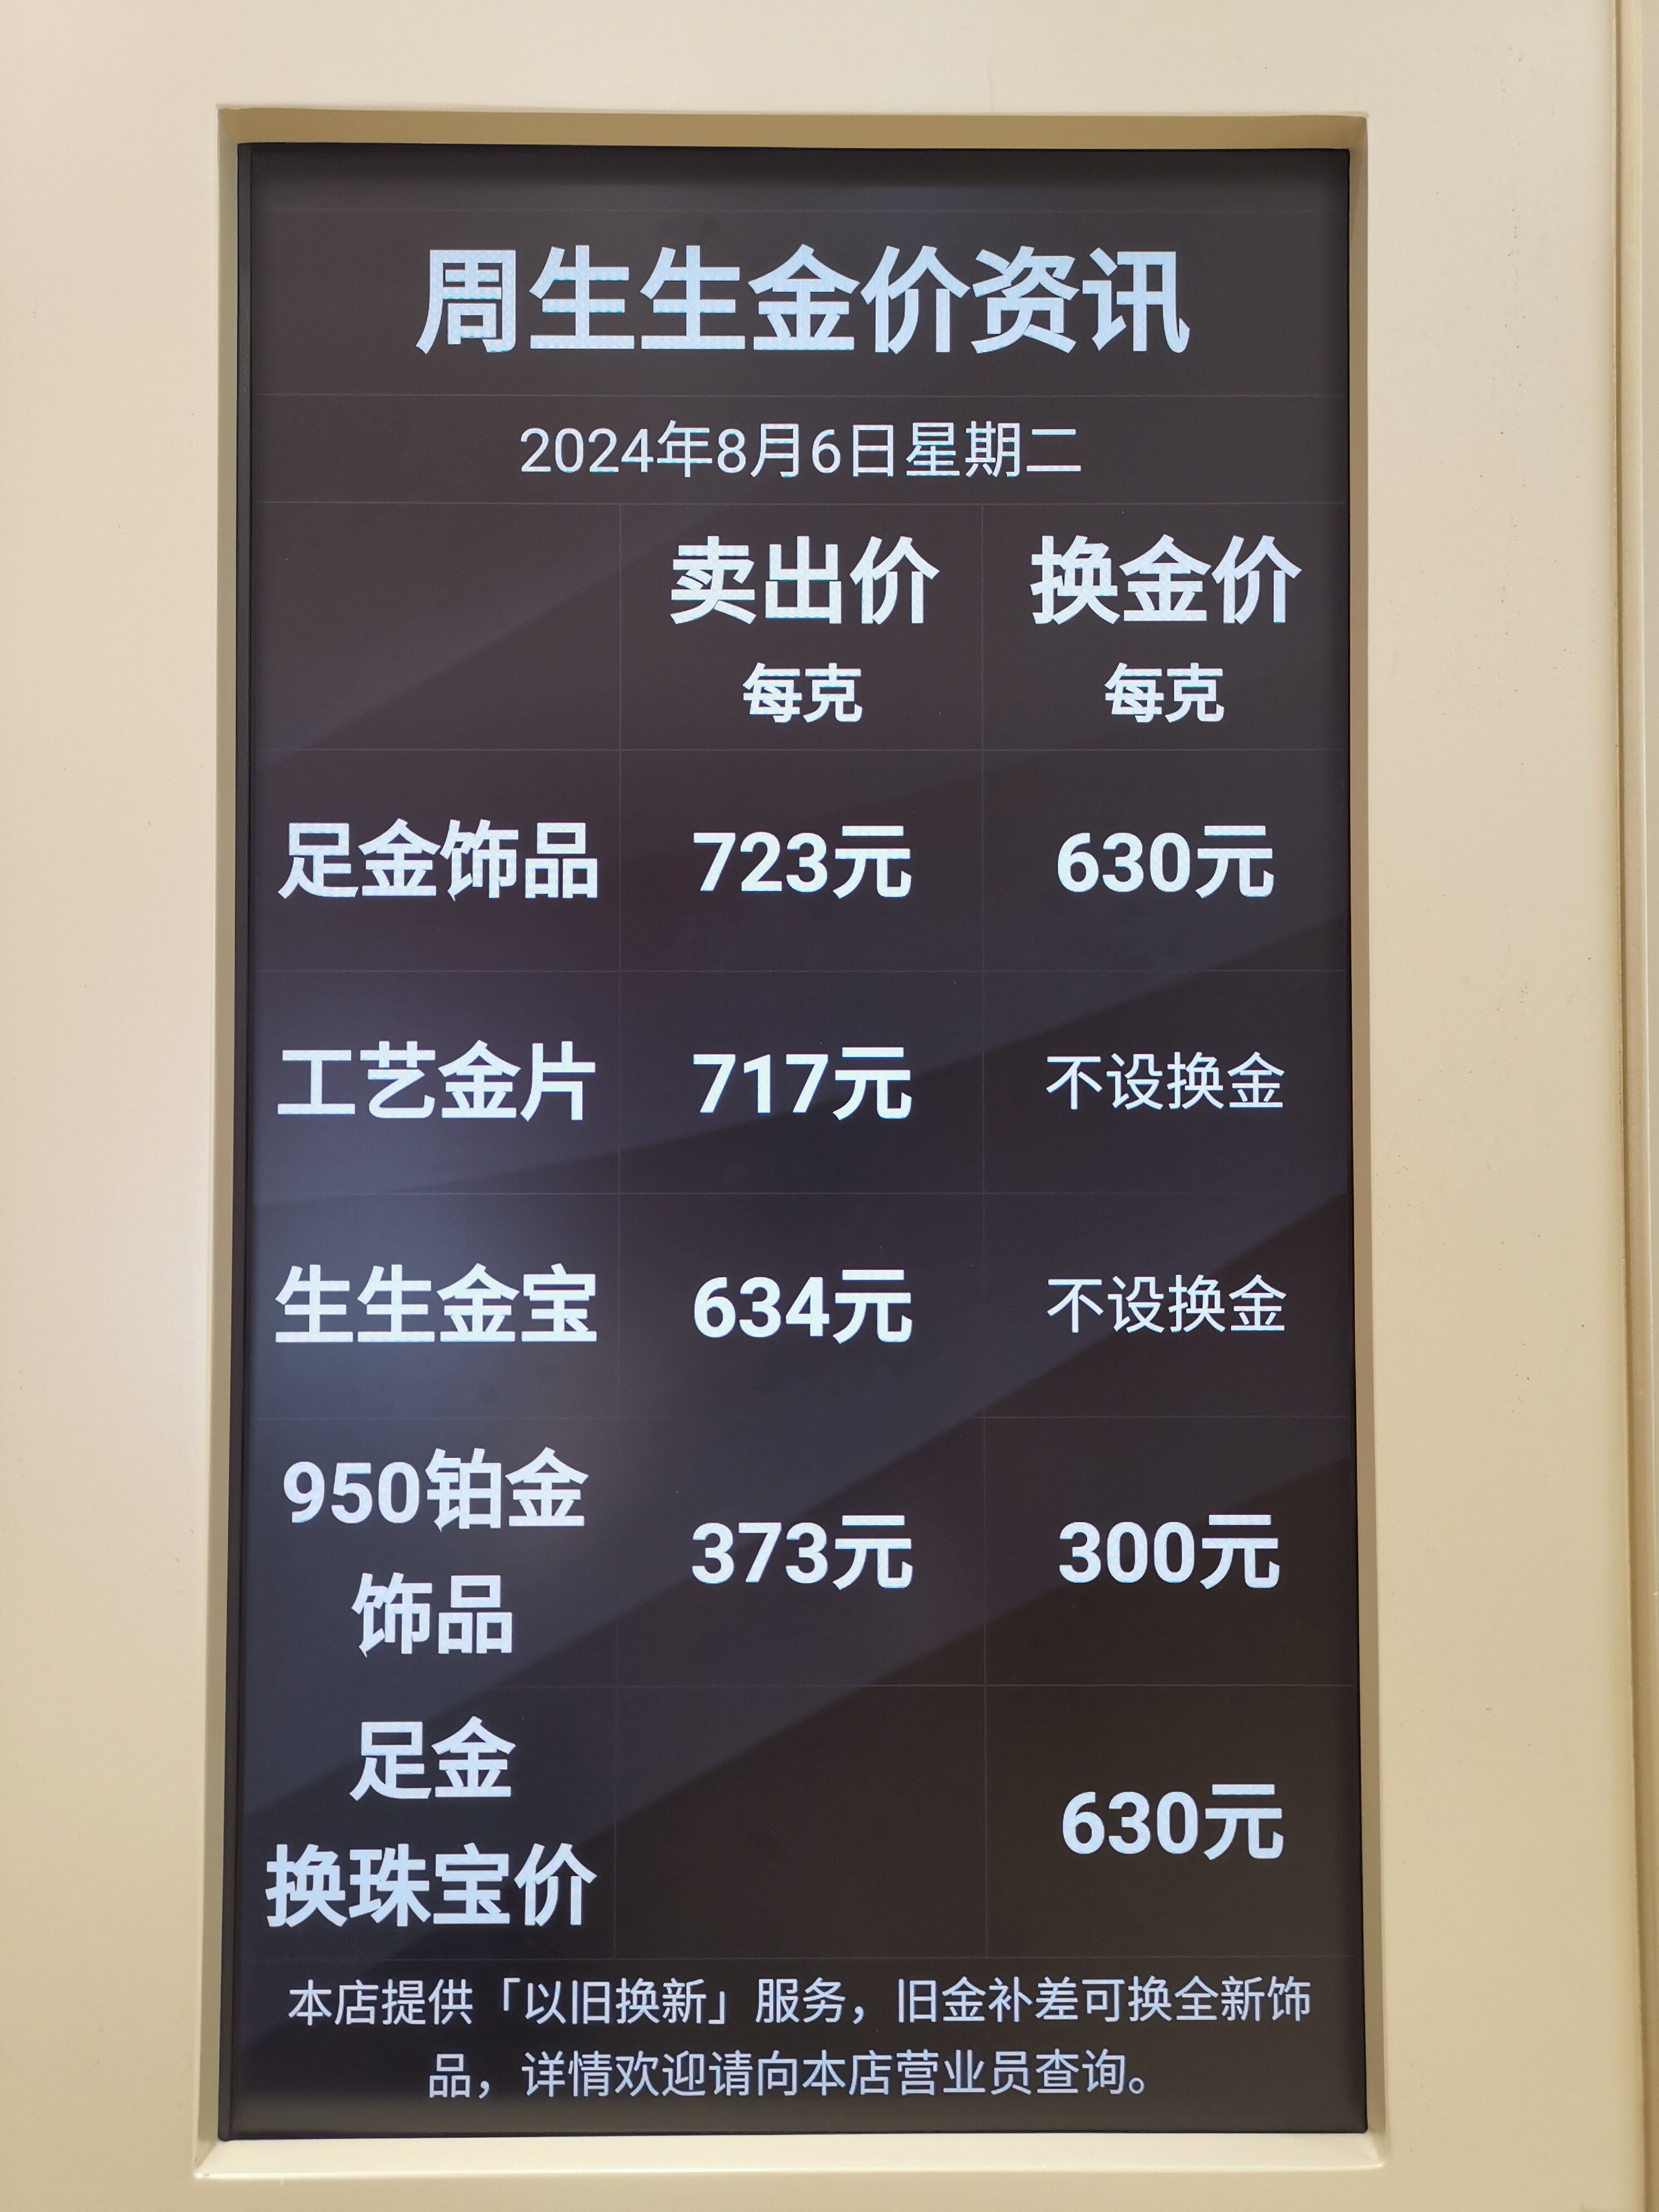 周生生金价资讯
2024年8月6日星期二
卖出价 换金价
每克 每克
足金饰品 723元 630元
工艺金片 717元 不设换金
生生金宝 634元 不设换金
950铂金
饰品 373元 300元
足金
换珠宝价 630元
本店提供「以旧换新」服务，旧金补差可换全新饰
品，详情欢迎请向本店营业员查询。